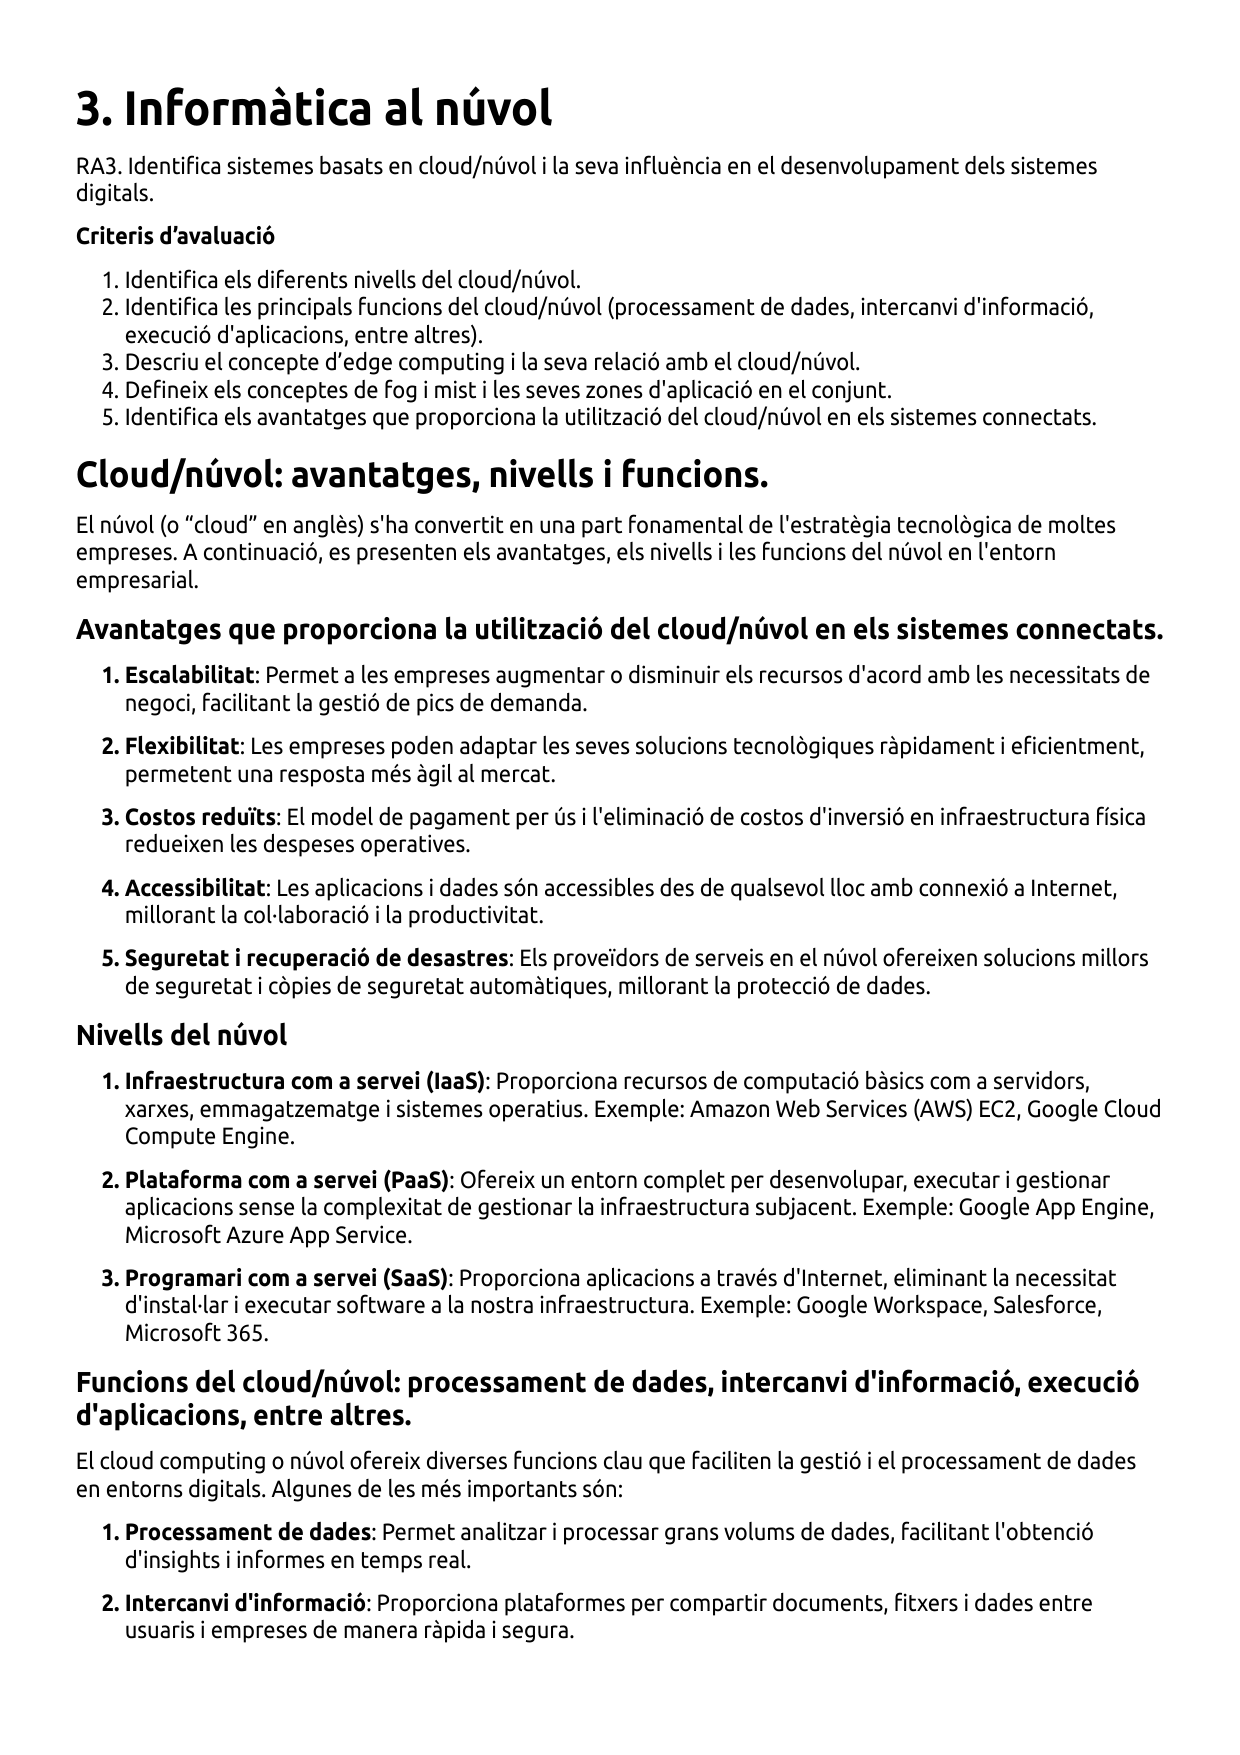 3. Informàtica al núvol
RA3. Identifica sistemes basats en cloud/núvol i la seva influència en el desenvolupament dels sistemes
digitals.
Criteris d’avaluació
1. Identifica els diferents nivells del cloud/núvol.
2. Identifica les principals funcions del cloud/núvol (processament de dades, intercanvi d'informació,
execució d'aplicacions, entre altres).
3. Descriu el concepte d’edge computing i la seva relació amb el cloud/núvol.
4. Defineix els conceptes de fog i mist i les seves zones d'aplicació en el conjunt.
5. Identifica els avantatges que proporciona la utilització del cloud/núvol en els sistemes connectats.
Cloud/núvol: avantatges, nivells i funcions.
El núvol (o “cloud” en anglès) s'ha convertit en una part fonamental de l'estratègia tecnològica de moltes
empreses. A continuació, es presenten els avantatges, els nivells i les funcions del núvol en l'entorn
empresarial.
Avantatges que proporciona la utilització del cloud/núvol en els sistemes connectats.
1. Escalabilitat: Permet a les empreses augmentar o disminuir els recursos d'acord amb les necessitats de
negoci, facilitant la gestió de pics de demanda.
2. Flexibilitat: Les empreses poden adaptar les seves solucions tecnològiques ràpidament i eficientment,
permetent una resposta més àgil al mercat.
3. Costos reduïts: El model de pagament per ús i l'eliminació de costos d'inversió en infraestructura física
redueixen les despeses operatives.
4. Accessibilitat: Les aplicacions i dades són accessibles des de qualsevol lloc amb connexió a Internet,
millorant la col·laboració i la productivitat.
5. Seguretat i recuperació de desastres: Els proveïdors de serveis en el núvol ofereixen solucions millors
de seguretat i còpies de seguretat automàtiques, millorant la protecció de dades.
Nivells del núvol
1. Infraestructura com a servei (IaaS): Proporciona recursos de computació bàsics com a servidors,
xarxes, emmagatzematge i sistemes operatius. Exemple: Amazon Web Services (AWS) EC2, Google Cloud
Compute Engine.
2. Plataforma com a servei (PaaS): Ofereix un entorn complet per desenvolupar, executar i gestionar
aplicacions sense la complexitat de gestionar la infraestructura subjacent. Exemple: Google App Engine,
Microsoft Azure App Service.
3. Programari com a servei (SaaS): Proporciona aplicacions a través d'Internet, eliminant la necessitat
d'instal·lar i executar software a la nostra infraestructura. Exemple: Google Workspace, Salesforce,
Microsoft 365.
Funcions del cloud/núvol: processament de dades, intercanvi d'informació, execució
d'aplicacions, entre altres.
El cloud computing o núvol ofereix diverses funcions clau que faciliten la gestió i el processament de dades
en entorns digitals. Algunes de les més importants són:
1. Processament de dades: Permet analitzar i processar grans volums de dades, facilitant l'obtenció
d'insights i informes en temps real.
2. Intercanvi d'informació: Proporciona plataformes per compartir documents, fitxers i dades entre
usuaris i empreses de manera ràpida i segura.